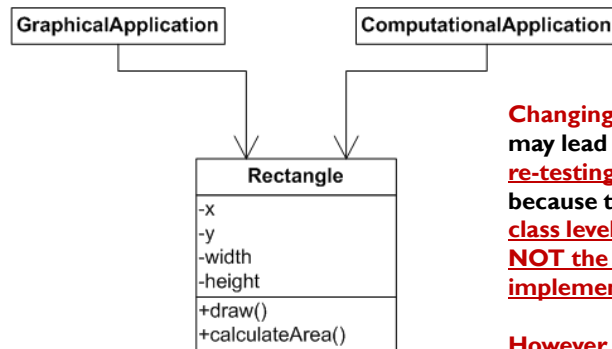 GraphicalApplication
ComputationalApplication
Rectangle
-x
-y
-width
-height
+draw()
+calculateArea()
Changing
may lead
re-testing
because t
class level
NOT the
implemen
However